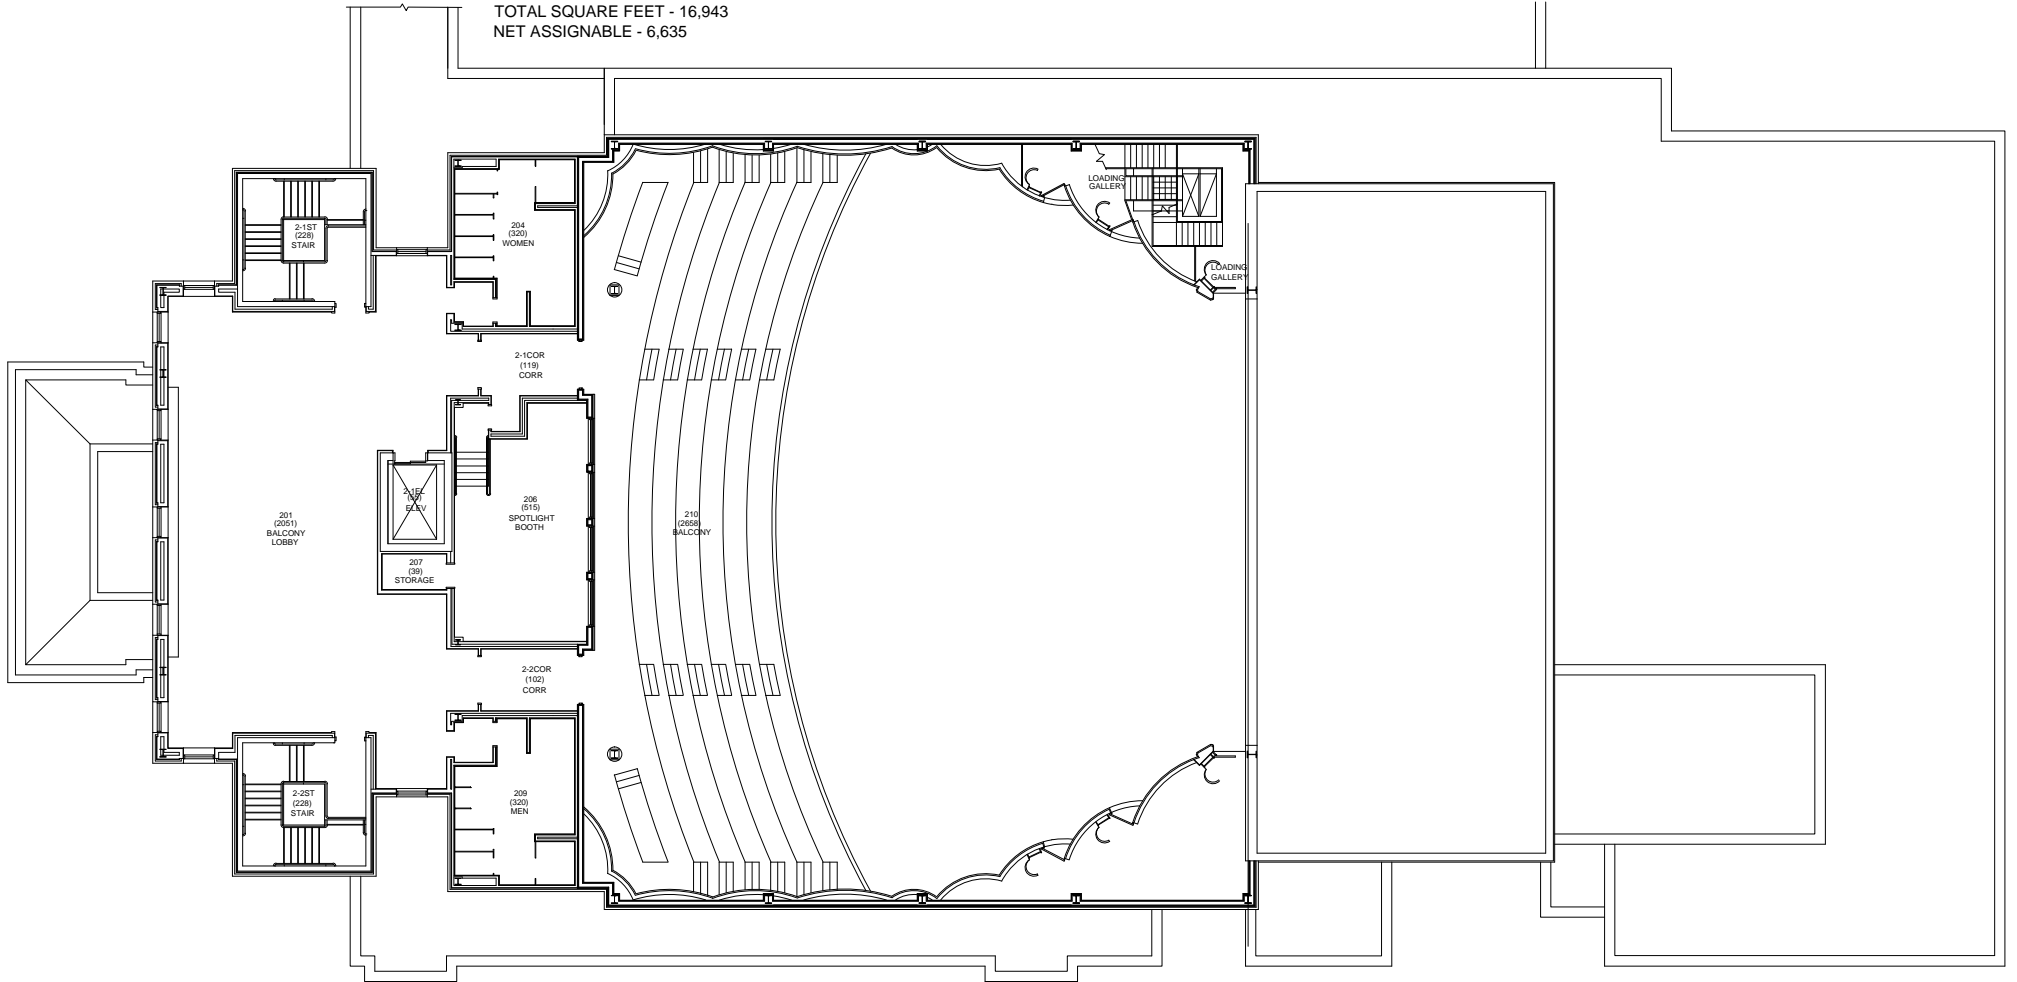 TOTAL SQUARE FEET - 16,943
NET ASSIGNABLE - 6,635
LOADING
GALLERY
2-1ST
(228)
STAIR
204
(320)
WOMEN
LOADING
GALLERY
2-1COR
(119)
CORR
2-1EL
ELEV
206
(515)
SPOTLIGHT
BOOTH
201
(2051)
BALCONY
LOBBY
210
(2658)
BALCONY
207
(39)
STORAGE
2-2COR
(102)
CORR
2-2ST
(228)
STAIR
209
(320)
MEN